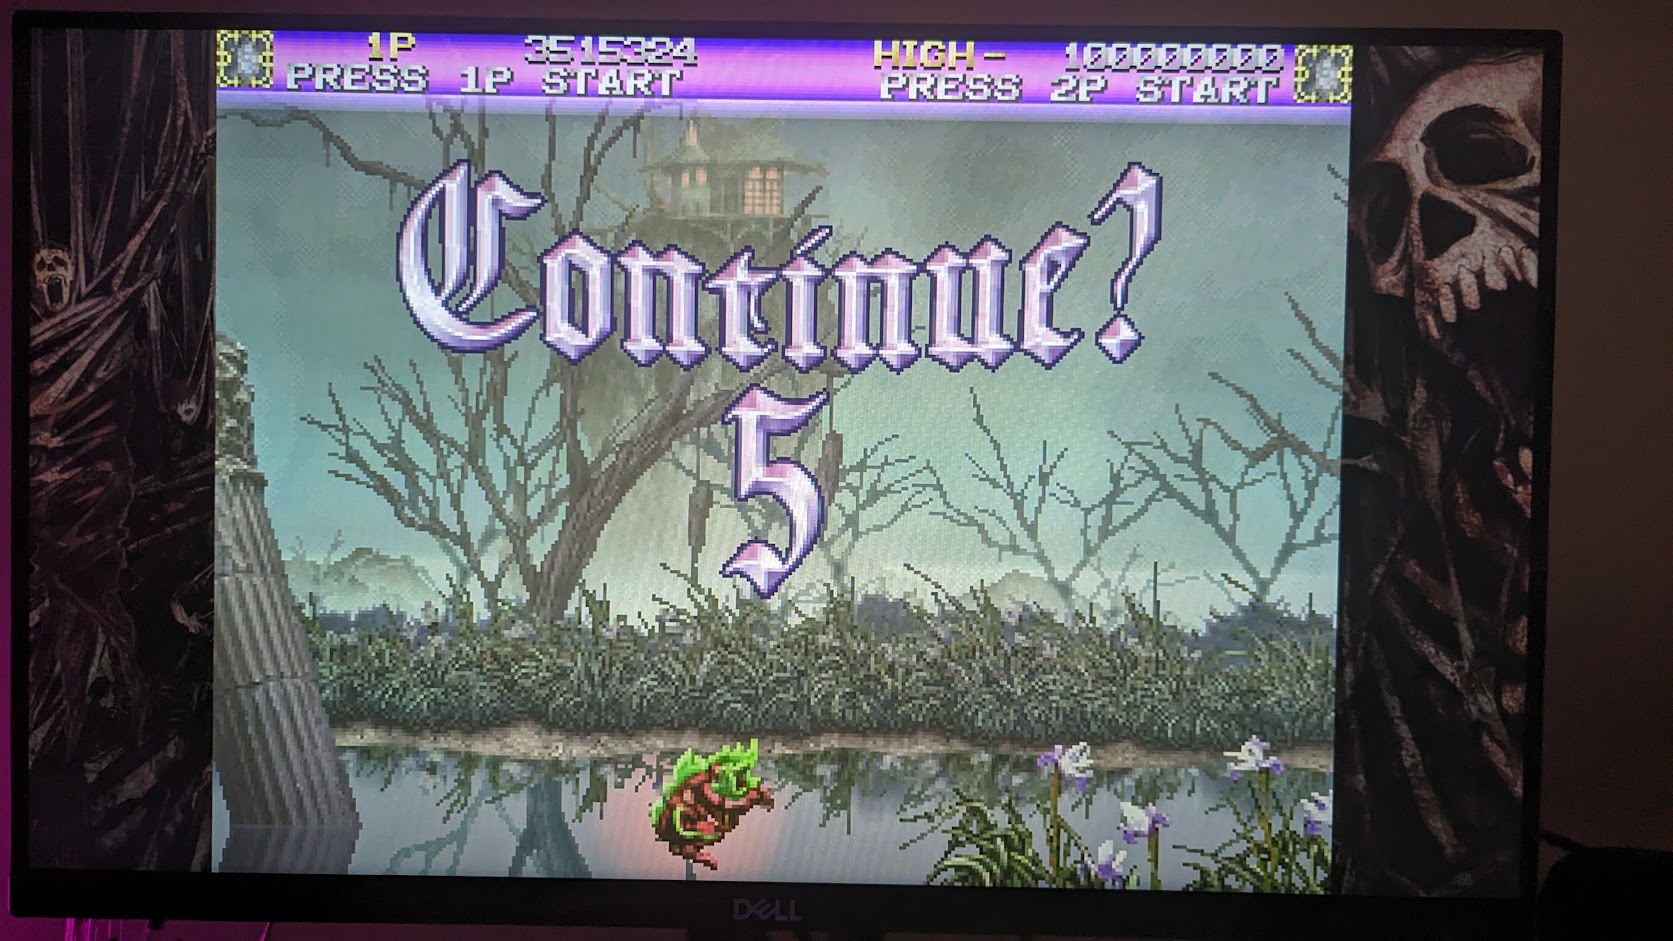 1P 3515324 HIGH- 100000000
PRESS 1P START PRESS 2P START
Continue?
5
DELL